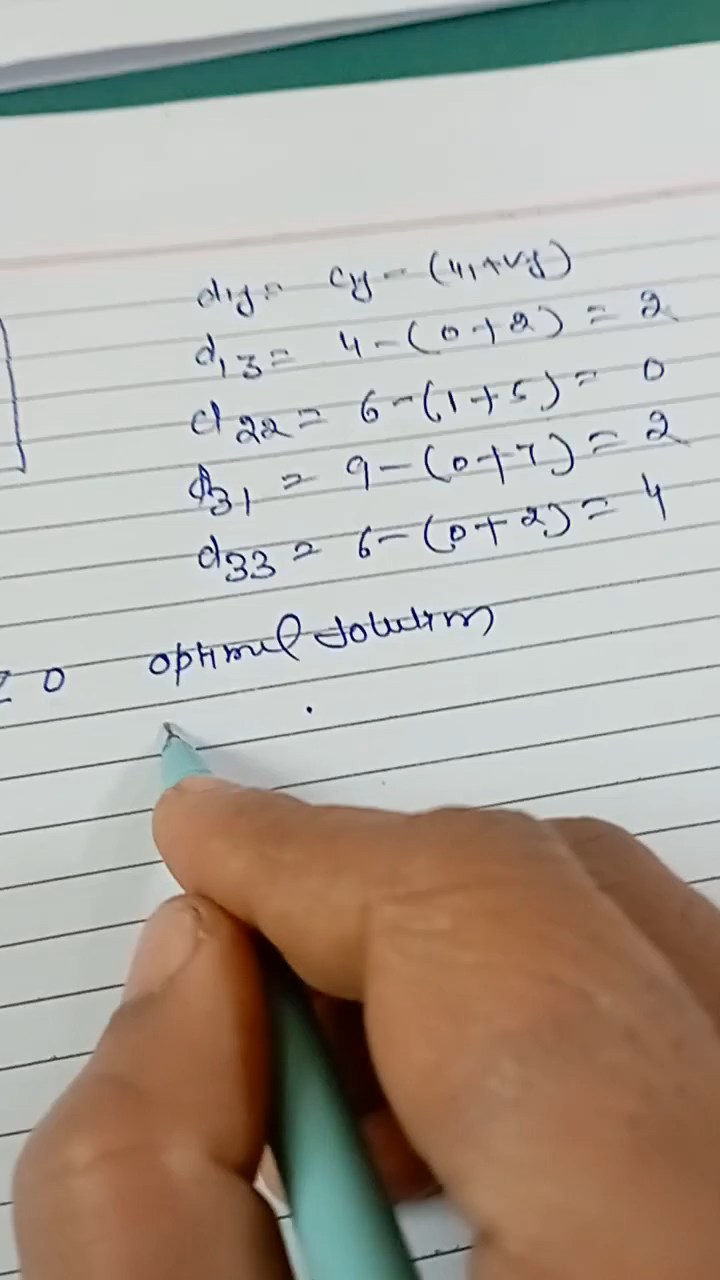 dij = cij - (ui + vj)
d13 = 4 - (0 + 2) = 2
d22 = 6 - (1 + 5) = 0
d31 = 9 - (0 + 7) = 2
d33 = 6 - (0 + 2) = 4
≥ 0 optimal solution